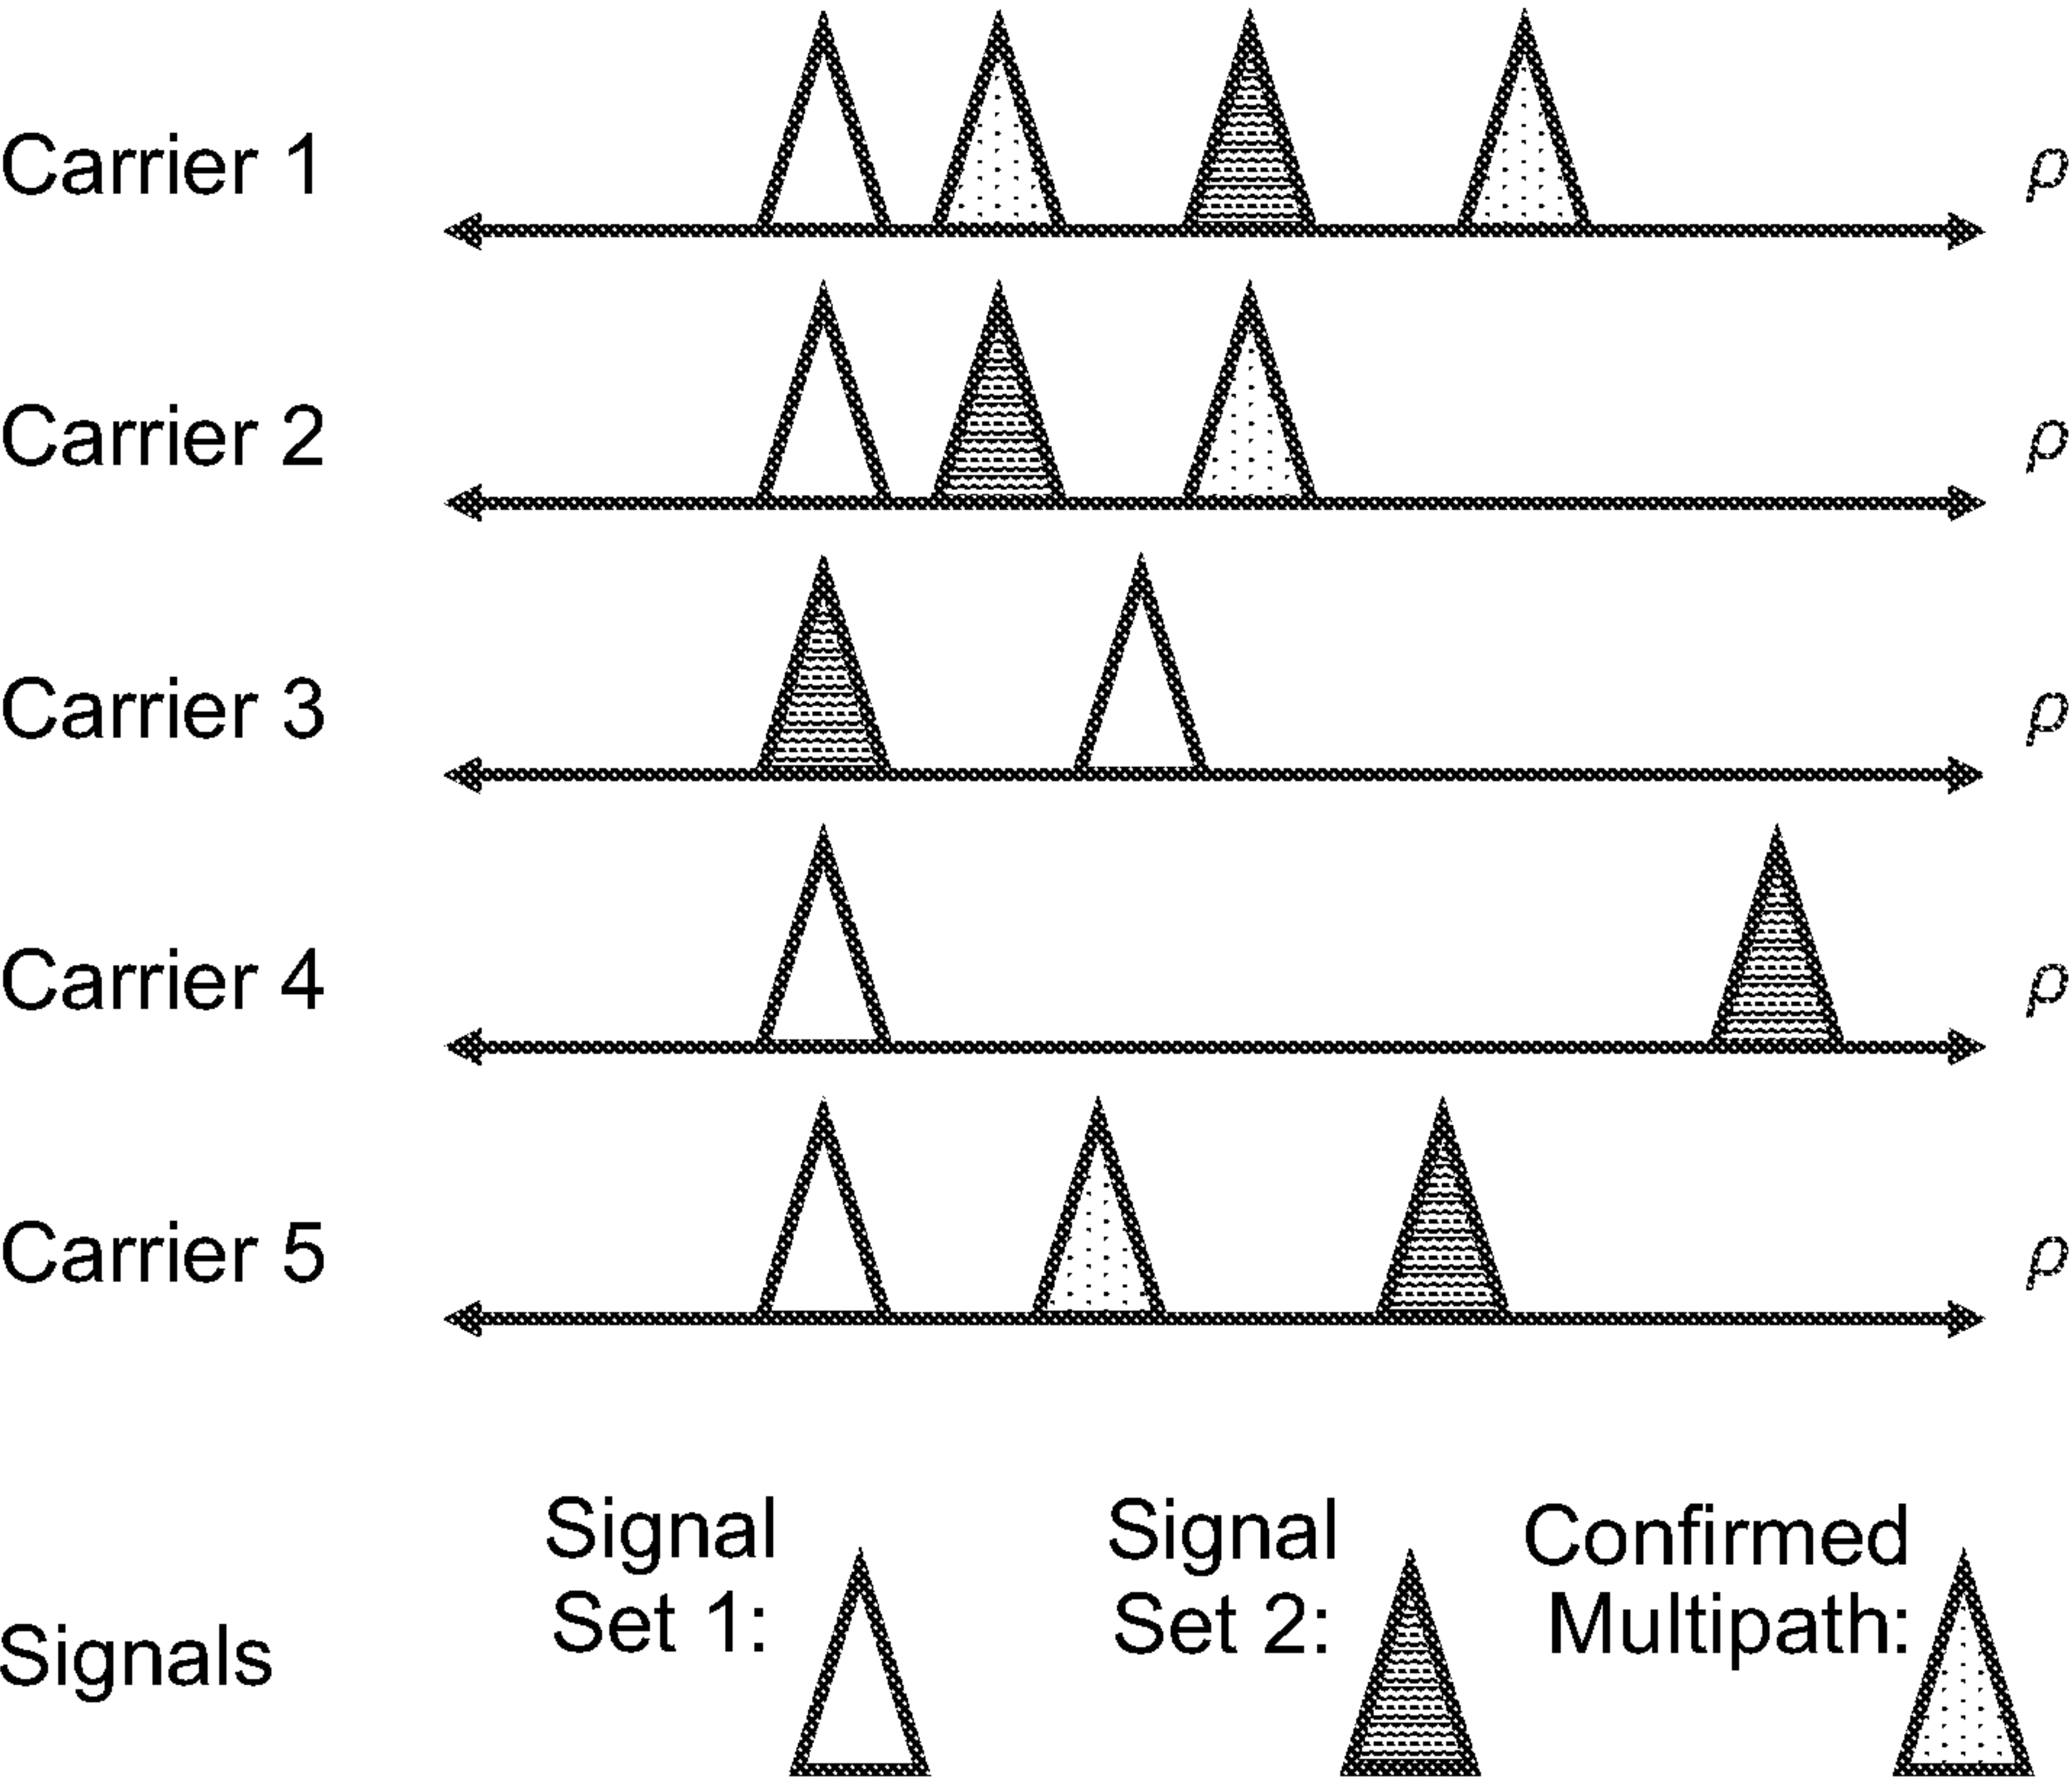 Carrier 1 ρ
Carrier 2 ρ
Carrier 3 ρ
Carrier 4 ρ
Carrier 5 ρ
Signals
Signal
Set 1:
Signal
Set 2:
Confirmed
Multipath: